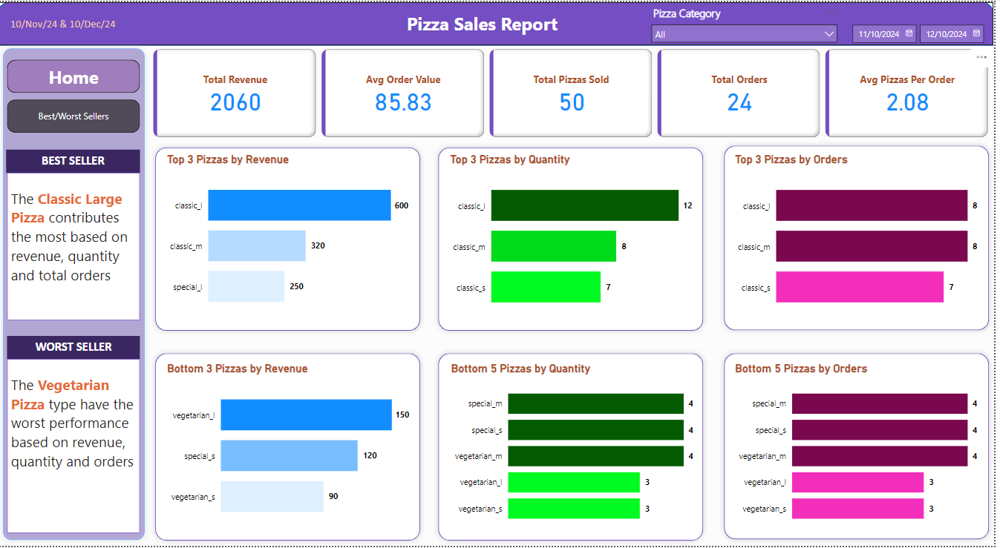 10/Nov/24 & 10/Dec/24
Pizza Sales Report
Pizza Category
All
11/10/2024
12/10/2024
Home
Best/Worst Sellers
Total Revenue
2060
Avg Order Value
85.83
Total Pizzas Sold
50
Total Orders
24
Avg Pizzas Per Order
2.08
BEST SELLER
The Classic Large
Pizza contributes
the most based on
revenue, quantity
and total orders
WORST SELLER
The Vegetarian
Pizza type have the
worst performance
based on revenue,
quantity and orders
Top 3 Pizzas by Revenue
classic_l 600
classic_m 320
special_l 250
Top 3 Pizzas by Quantity
classic_l 12
classic_m 8
classic_s 7
Top 3 Pizzas by Orders
classic_l 8
classic_m 8
classic_s 7
Bottom 3 Pizzas by Revenue
vegetarian_l 150
special_s 120
vegetarian_s 90
Bottom 5 Pizzas by Quantity
special_m 4
special_s 4
vegetarian_m 4
vegetarian_l 3
vegetarian_s 3
Bottom 5 Pizzas by Orders
special_m 4
special_s 4
vegetarian_m 4
vegetarian_l 3
vegetarian_s 3